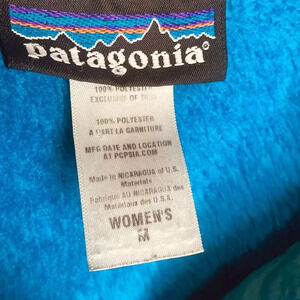 patagonia®
100% POLYESTER
EXCLUSIVE OF TRIM
100% POLYESTER
A PART LA GARNITURE
MFG DATE AND LOCATION
AT PCPSIA.COM
Made in NICARAGUA of U.S.
Materials
Fabriqué AU NICARAGUA des
Matériaux des U.S.A.
WOMEN'S
M